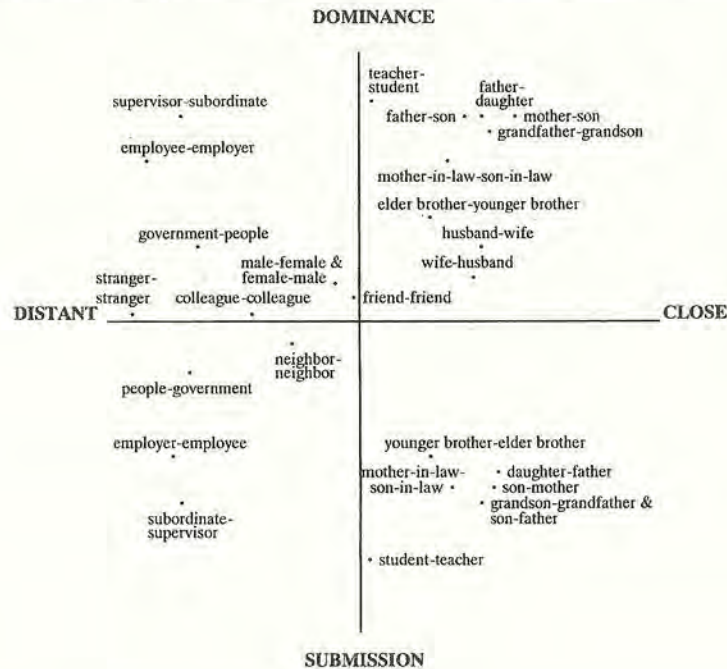 DOMINANCE
teacher-
student
father-
daughter
supervisor-subordinate
father-son
mother-son
grandfather-grandson
employee-employer
mother-in-law-son-in-law
elder brother-younger brother
government-people
husband-wife
male-female &
female-male
wife-husband
stranger-
stranger
colleague-colleague
friend-friend
DISTANT
CLOSE
neighbor-
neighbor
people-government
employer-employee
younger brother-elder brother
mother-in-law-
son-in-law
daughter-father
son-mother
grandson-grandfather &
son-father
subordinate-
supervisor
student-teacher
SUBMISSION